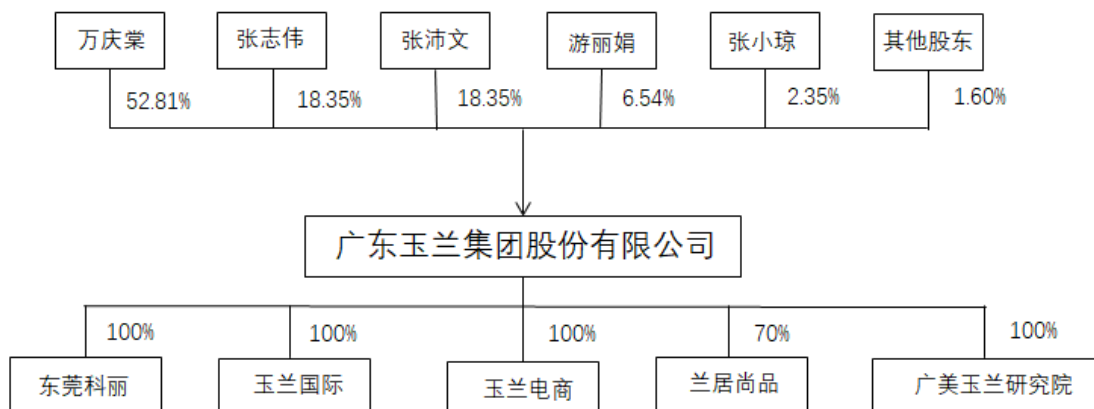 万庆棠
张志伟
张沛文
游丽娟
张小琼
其他股东
52.81%
18.35%
18.35%
6.54%
2.35%
1.60%
广东玉兰集团股份有限公司
100%
100%
100%
70%
100%
东莞科丽
玉兰国际
玉兰电商
兰居尚品
广美玉兰研究院